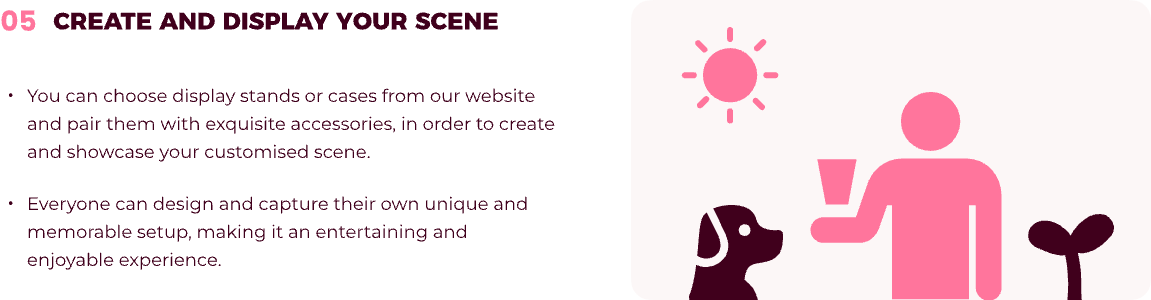 05 CREATE AND DISPLAY YOUR SCENE
• You can choose display stands or cases from our website
and pair them with exquisite accessories, in order to create
and showcase your customised scene.
• Everyone can design and capture their own unique and
memorable setup, making it an entertaining and
enjoyable experience.